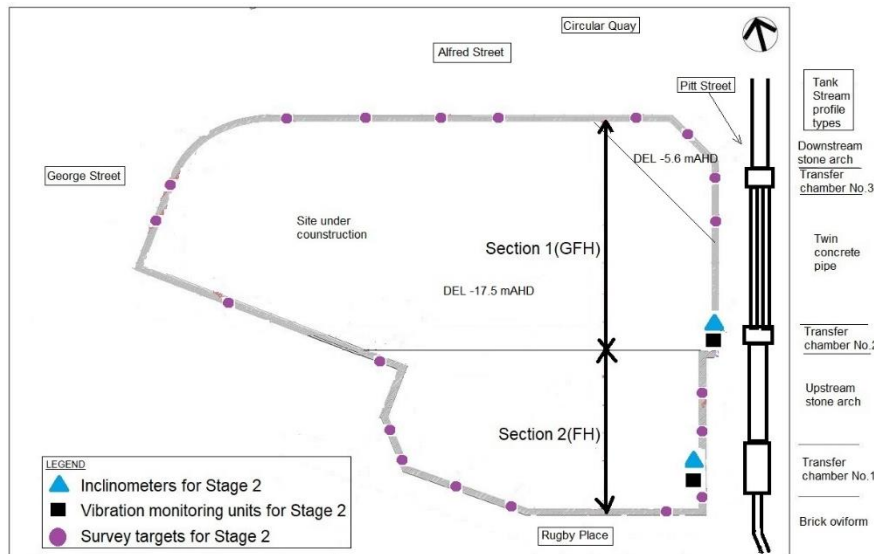 Circular Quay
Alfred Street
Pitt Street
Tank
Stream
profile
types
Downstream
stone arch
Transfer
chamber No.3
DEL -5.6 mAHD
George Street
Site under
counstruction
Section 1(GFH)
Twin
concrete
pipe
DEL -17.5 mAHD
Transfer
chamber No.2
Upstream
stone arch
Section 2(FH)
LEGEND
Inclinometers for Stage 2
Vibration monitoring units for Stage 2
Survey targets for Stage 2
Transfer
chamber No.1
Brick oviform
Rugby Place